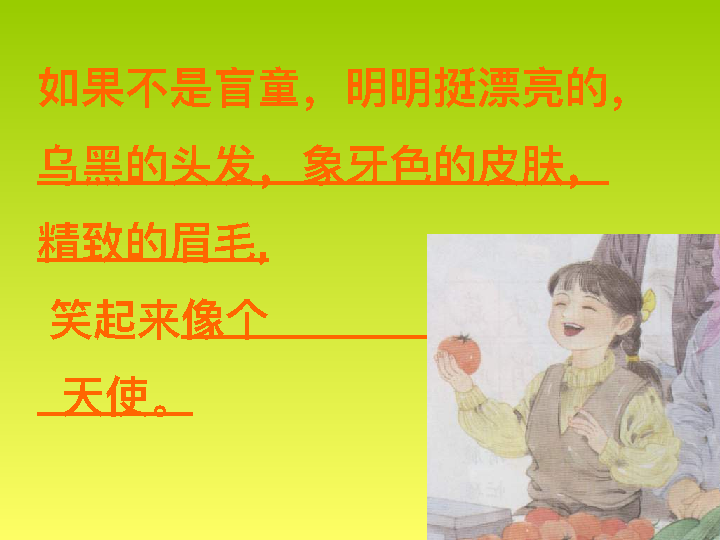 如果不是盲童，明明挺漂亮的，
乌黑的头发，象牙色的皮肤，
精致的眉毛,
笑起来像个
天使。